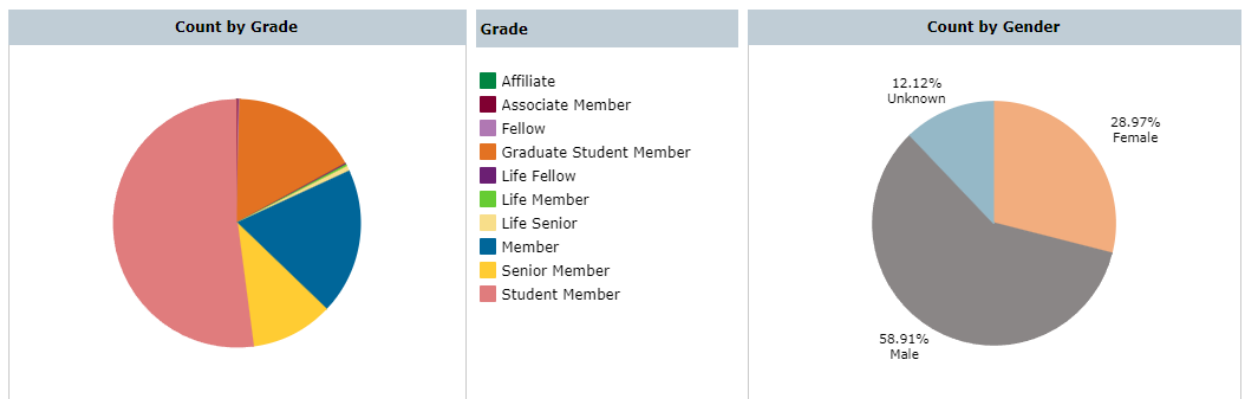 Count by Grade
Grade
Affiliate
Associate Member
Fellow
Graduate Student Member
Life Fellow
Life Member
Life Senior
Member
Senior Member
Student Member
Count by Gender
12.12%
Unknown
28.97%
Female
58.91%
Male